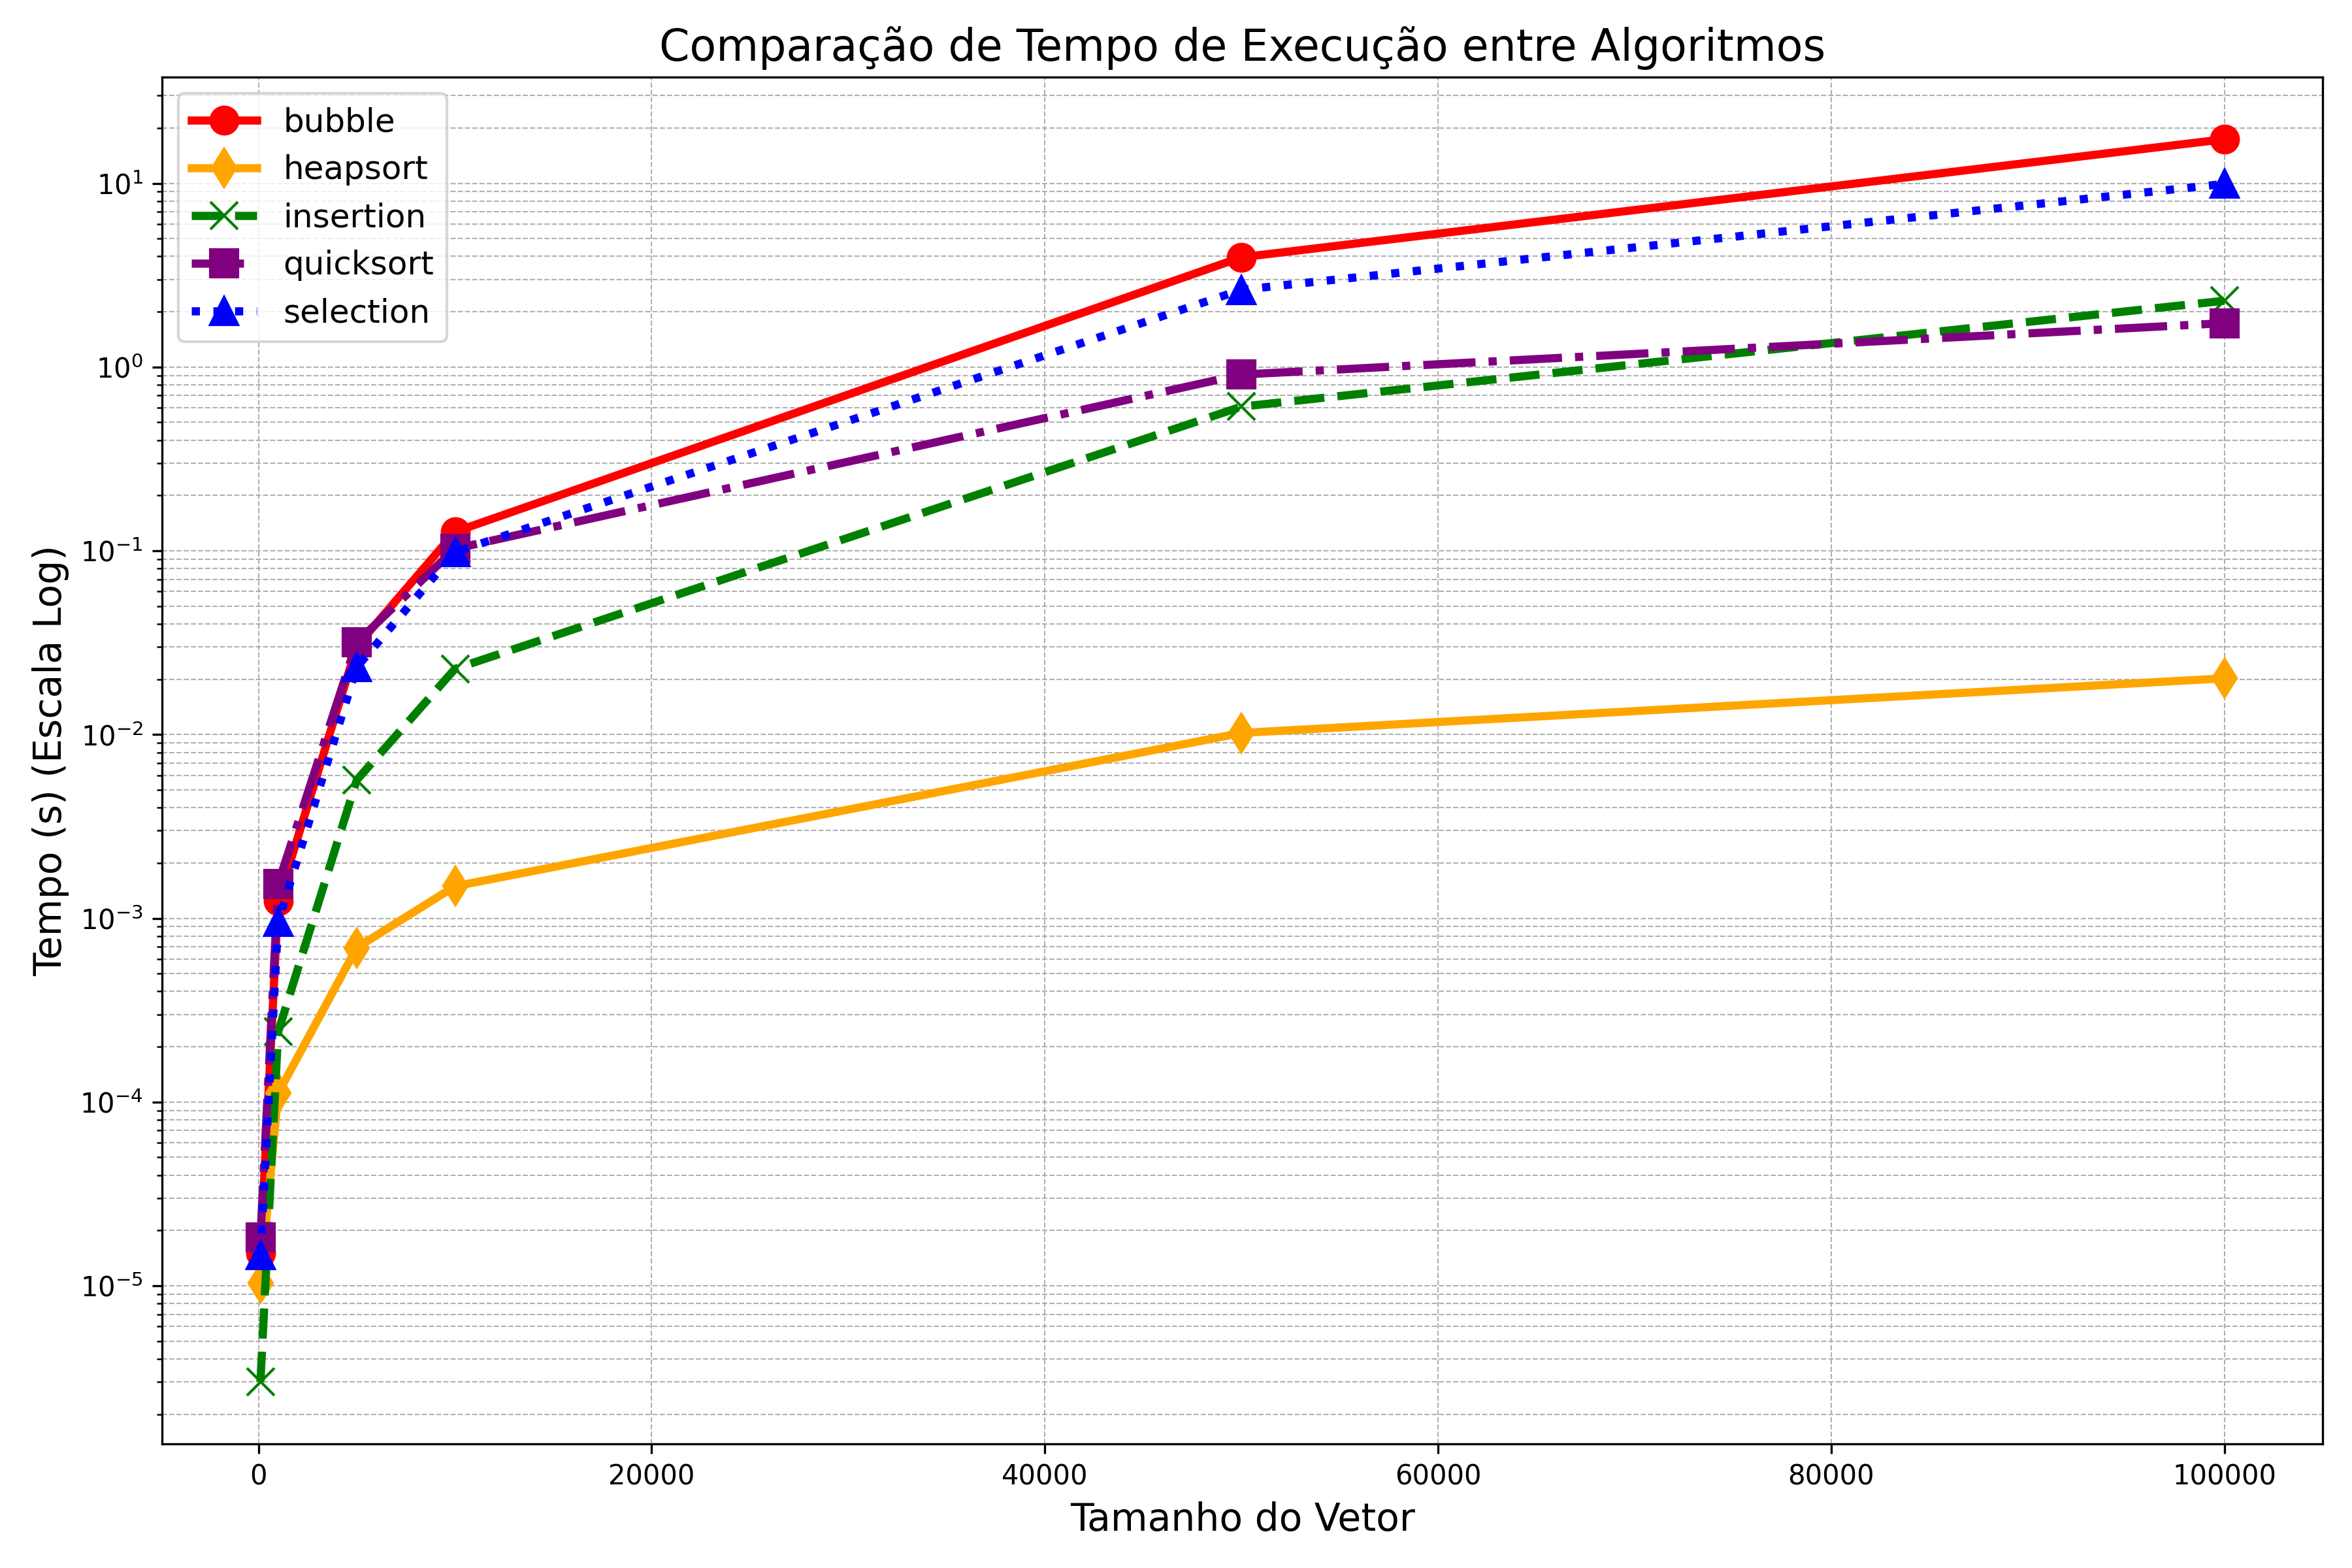 Comparação de Tempo de Execução entre Algoritmos
bubble
heapsort
insertion
quicksort
selection
10¹
10⁰
10⁻¹
10⁻²
10⁻³
10⁻⁴
10⁻⁵
Tempo (s) (Escala Log)
0 20000 40000 60000 80000 100000
Tamanho do Vetor